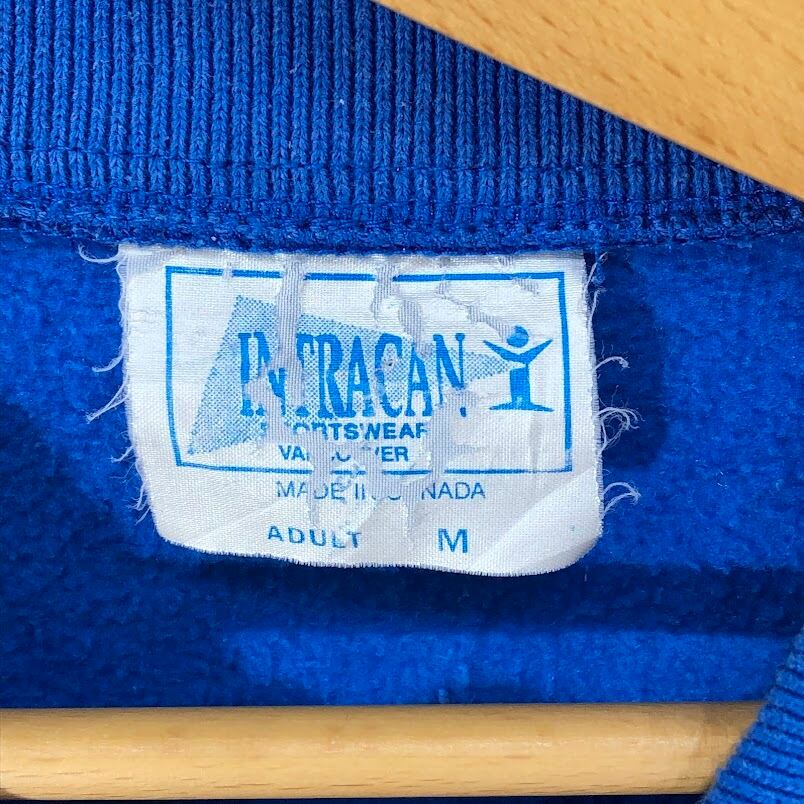 INTRACAN
SPORTSWEAR
VANCOUVER
MADE IN CANADA
ADULT M